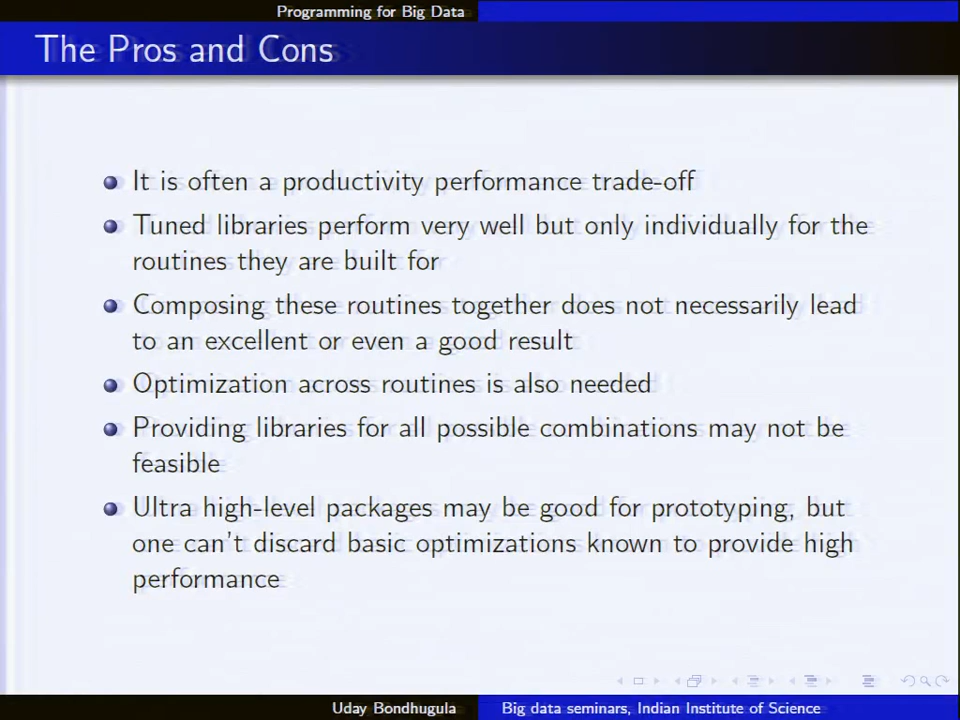 Programming for Big Data
The Pros and Cons
It is often a productivity performance trade-off
Tuned libraries perform very well but only individually for the
routines they are built for
Composing these routines together does not necessarily lead
to an excellent or even a good result
Optimization across routines is also needed
Providing libraries for all possible combinations may not be
feasible
Ultra high-level packages may be good for prototyping, but
one can't discard basic optimizations known to provide high
performance
Uday Bondhugula
Big data seminars, Indian Institute of Science